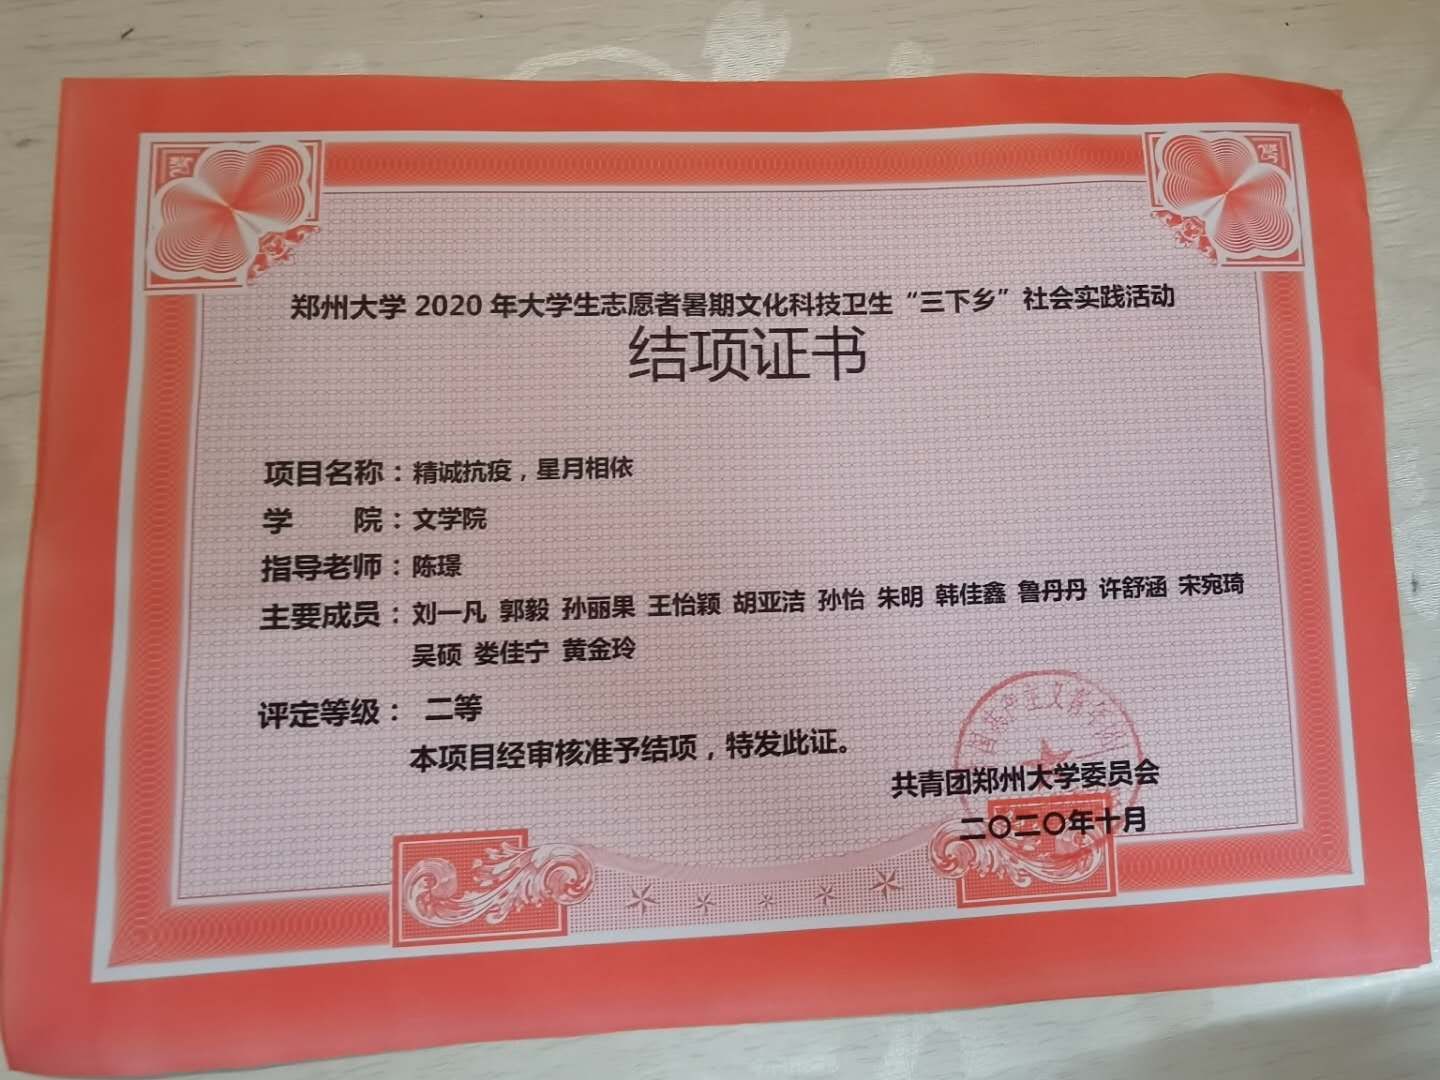 郑州大学 2020 年大学生志愿者暑期文化科技卫生“三下乡”社会实践活动
结项证书
项目名称：精诚抗疫，星月相依
学　　院：文学院
指导老师：陈璟
主要成员：刘一凡 郭毅 孙丽果 王怡颖 胡亚洁 孙怡 朱明 韩佳鑫 鲁丹丹 许舒涵 宋宛琦
吴硕 娄佳宁 黄金玲
评定等级： 二等
本项目经审核准予结项，特发此证。
共青团郑州大学委员会
二〇二〇年十月